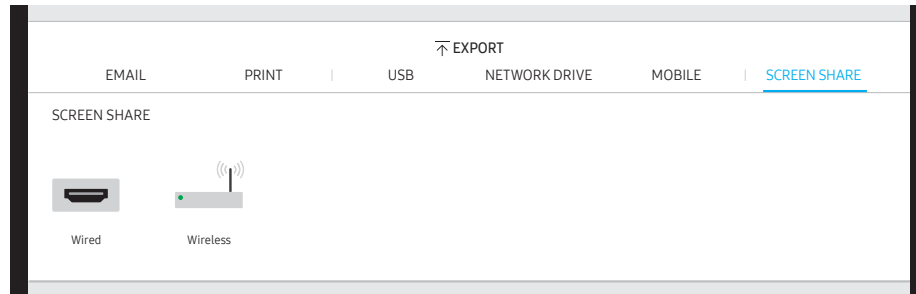 EXPORT
EMAIL PRINT USB NETWORK DRIVE MOBILE SCREEN SHARE
SCREEN SHARE
Wired Wireless